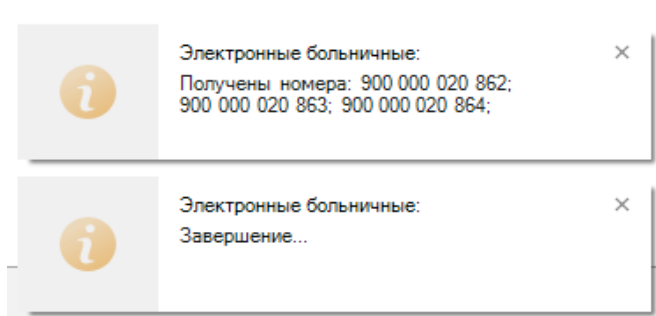 Электронные больничные:
Получены номера: 900 000 020 862;
900 000 020 863; 900 000 020 864;
Электронные больничные:
Завершение...